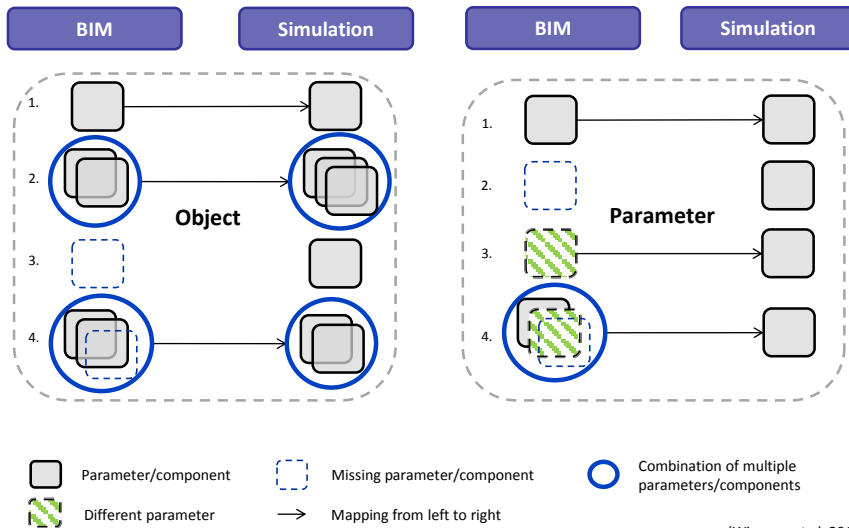 BIM
Simulation
BIM
Simulation
1.
2.
Object
3.
4.
1.
2.
Parameter
3.
4.
Parameter/component
Missing parameter/component
Combination of multiple
parameters/components
Different parameter
Mapping from left to right